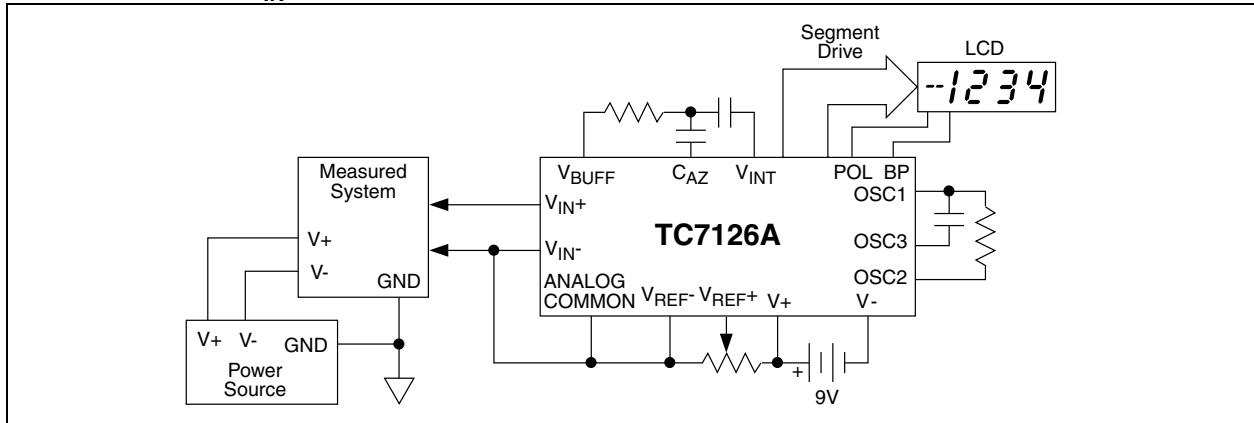 IN
Segment
Drive
LCD
--1234
VBUFF
CAZ
VINT
POL BP
OSC1
Measured
System
VIN+
TC7126A
V+
VIN-
OSC3
V-
ANALOG
COMMON
GND
VREF-
VREF+
V+
OSC2
V-
V+ V- GND
Power
Source
+
9V